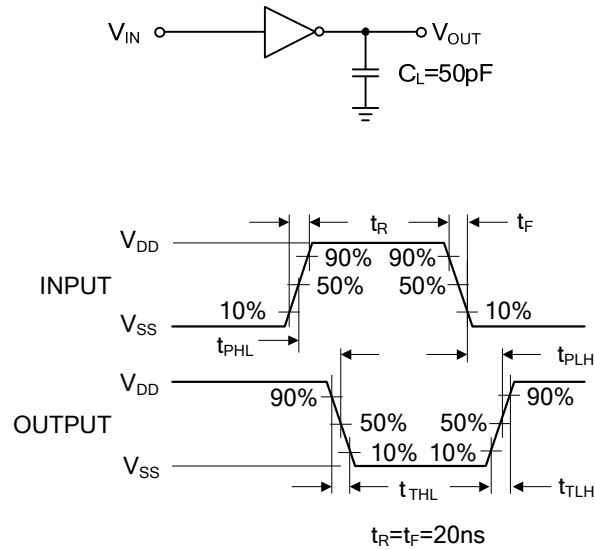 VIN VOUT
CL=50pF
tR tF
VDD
90% 90%
INPUT 50% 50%
10% 10%
VSS
tPHL tPLH
VDD
90% 90%
OUTPUT 50% 50%
10% 10%
VSS
tTHL tTLH
tR=tF=20ns